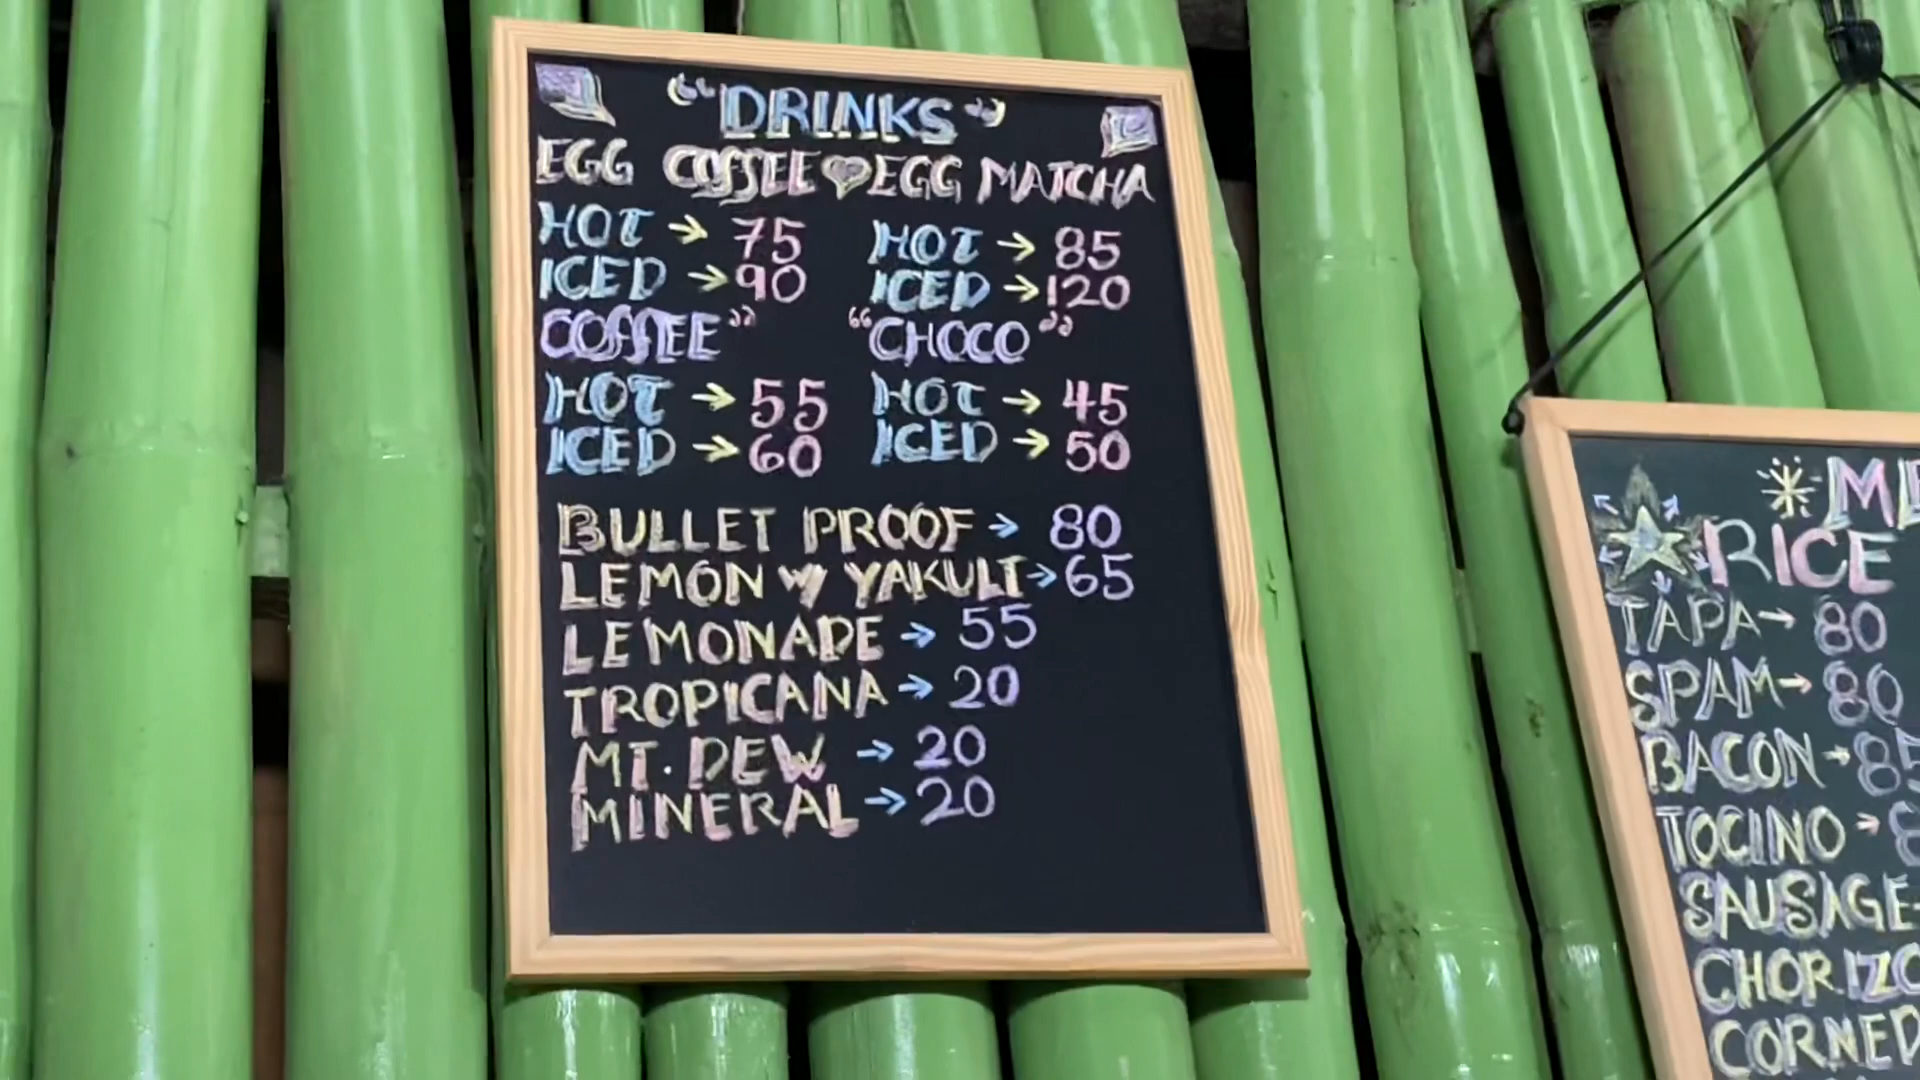 "DRINKS"
EGG COFFEE EGG MATCHA
HOT → 75 HOT → 85
ICED → 90 ICED → 120
COFFEE" "CHOCO"
HOT → 55 HOT → 45
ICED → 60 ICED → 50
BULLET PROOF → 80
LEMON W/ YAKULT → 65
LEMONADE → 55
TROPICANA → 20
MT. DEW → 20
MINERAL → 20
RICE
TAPA → 80
SPAM → 80
BACON → 85
TOCINO →
SAUSAGE